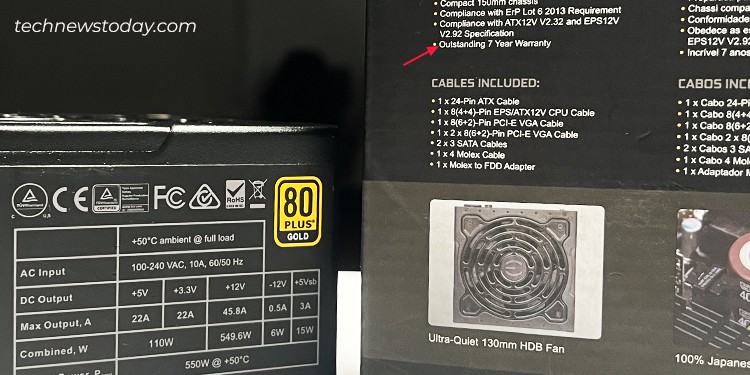 technewstoday.com
• Compact 150mm chassis
• Compliance with ErP Lot 6 2013 Requirement
• Compliance with ATX12V V2.32 and EPS12V
V2.92 Specification
• Outstanding 7 Year Warranty
CABLES INCLUDED:
• 1 x 24-Pin ATX Cable
• 1 x 8(4+4)-Pin EPS/ATX12V CPU Cable
• 1 x 8(6+2)-Pin PCI-E VGA Cable
• 1 x 2 x 8(6+2)-Pin PCI-E VGA Cable
• 2 x 3 SATA Cables
• 1 x 4 Molex Cable
• 1 x Molex to FDD Adapter
Ultra-Quiet 130mm HDB Fan
Chassi compa
Conformidade
• Obedece as es
EPS12V V2.92
• Incrível 7 anos
CABOS INC
• 1 x Cabo 24-P
• 1 x Cabo 8(4+
• 1 x Cabo 8(6+2
• 1 x Cabo 2 x 8(
• 2 x Cabos 3 SA
• 1 x Cabo 4 Mol
• 1 x Adaptador M
100% Japanes
C US
CE
FC
RoHS
80
PLUS
GOLD
+50°C ambient @ full load
AC Input 100-240 VAC, 10A, 60/50 Hz
DC Output +5V +3.3V +12V -12V +5Vsb
Max Output, A 22A 22A 45.8A 0.5A 3A
Combined, W 110W 549.6W 6W 15W
550W @ +50°C